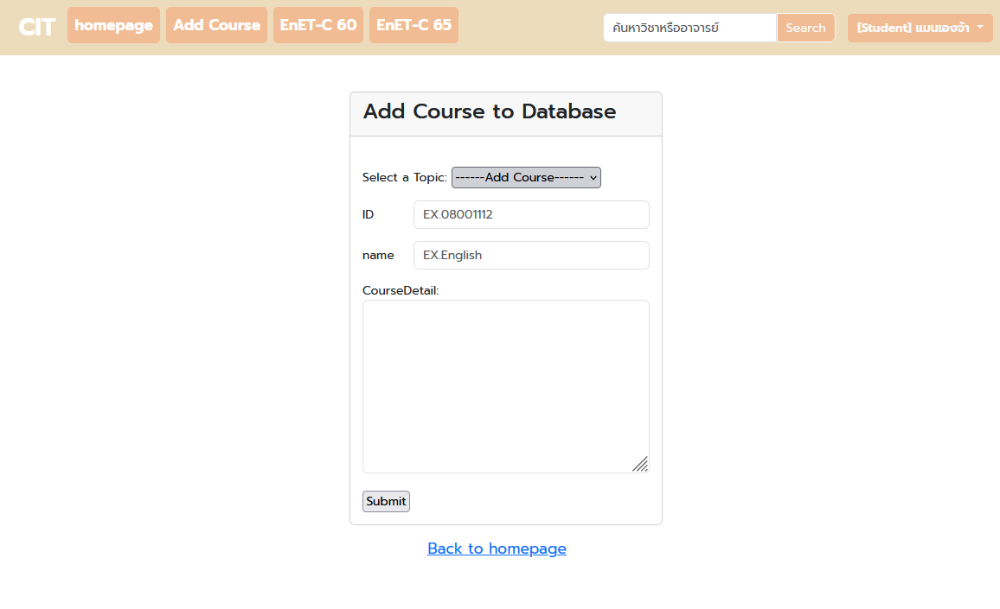 CIT homepage Add Course EnET-C 60 EnET-C 65 ค้นหาวิชาหรืออาจารย์ Search [Student] แมนเองจ้า
Add Course to Database
Select a Topic: ------Add Course------
ID EX.08001112
name EX.English
CourseDetail:
Submit
Back to homepage